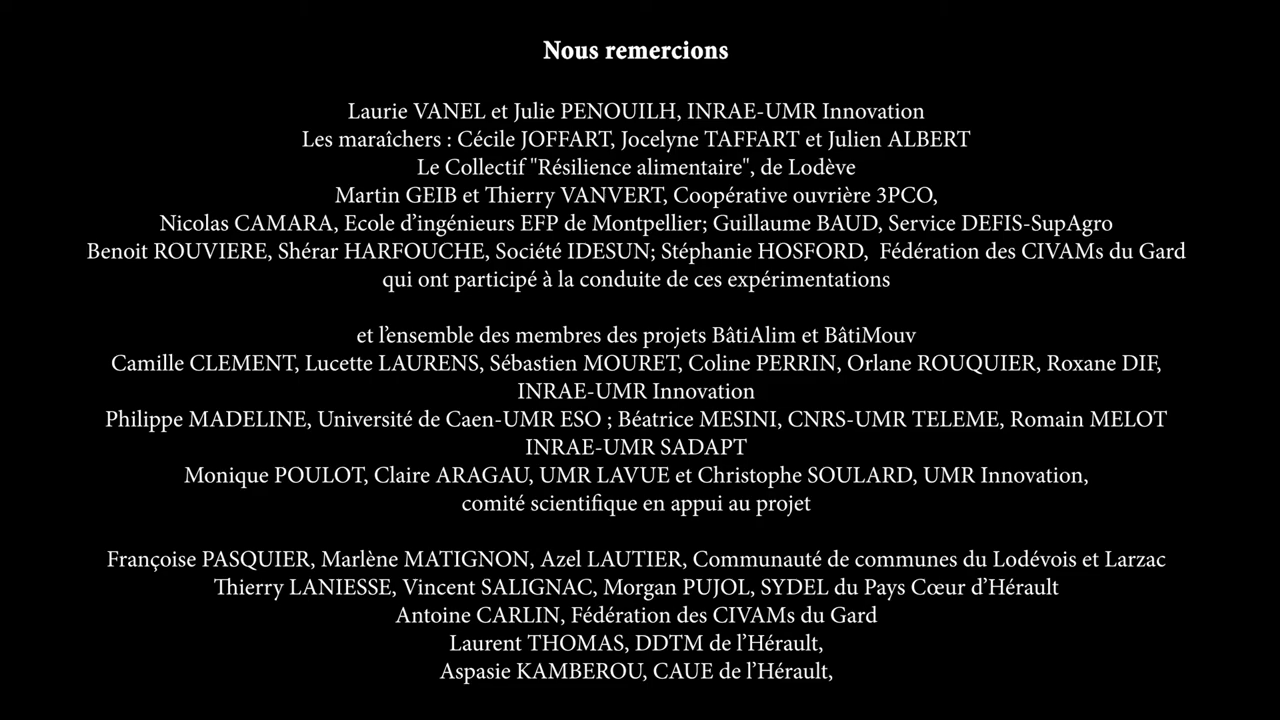 Nous remercions
Laurie VANEL et Julie PENOUILH, INRAE-UMR Innovation
Les maraîchers : Cécile JOFFART, Jocelyne TAFFART et Julien ALBERT
Le Collectif "Résilience alimentaire", de Lodève
Martin GEIB et Thierry VANVERT, Coopérative ouvrière 3PCO,
Nicolas CAMARA, Ecole d’ingénieurs EFP de Montpellier; Guillaume BAUD, Service DEFIS-SupAgro
Benoit ROUVIERE, Shérar HARFOUCHE, Société IDESUN; Stéphanie HOSFORD, Fédération des CIVAMs du Gard
qui ont participé à la conduite de ces expérimentations
et l’ensemble des membres des projets BâtiAlim et BâtiMouv
Camille CLEMENT, Lucette LAURENS, Sébastien MOURET, Coline PERRIN, Orlane ROUQUIER, Roxane DIF,
INRAE-UMR Innovation
Philippe MADELINE, Université de Caen-UMR ESO ; Béatrice MESINI, CNRS-UMR TELEME, Romain MELOT
INRAE-UMR SADAPT
Monique POULOT, Claire ARAGAU, UMR LAVUE et Christophe SOULARD, UMR Innovation,
comité scientifique en appui au projet
Françoise PASQUIER, Marlène MATIGNON, Azel LAUTIER, Communauté de communes du Lodévois et Larzac
Thierry LANIESSE, Vincent SALIGNAC, Morgan PUJOL, SYDEL du Pays Cœur d’Hérault
Antoine CARLIN, Fédération des CIVAMs du Gard
Laurent THOMAS, DDTM de l’Hérault,
Aspasie KAMBEROU, CAUE de l’Hérault,